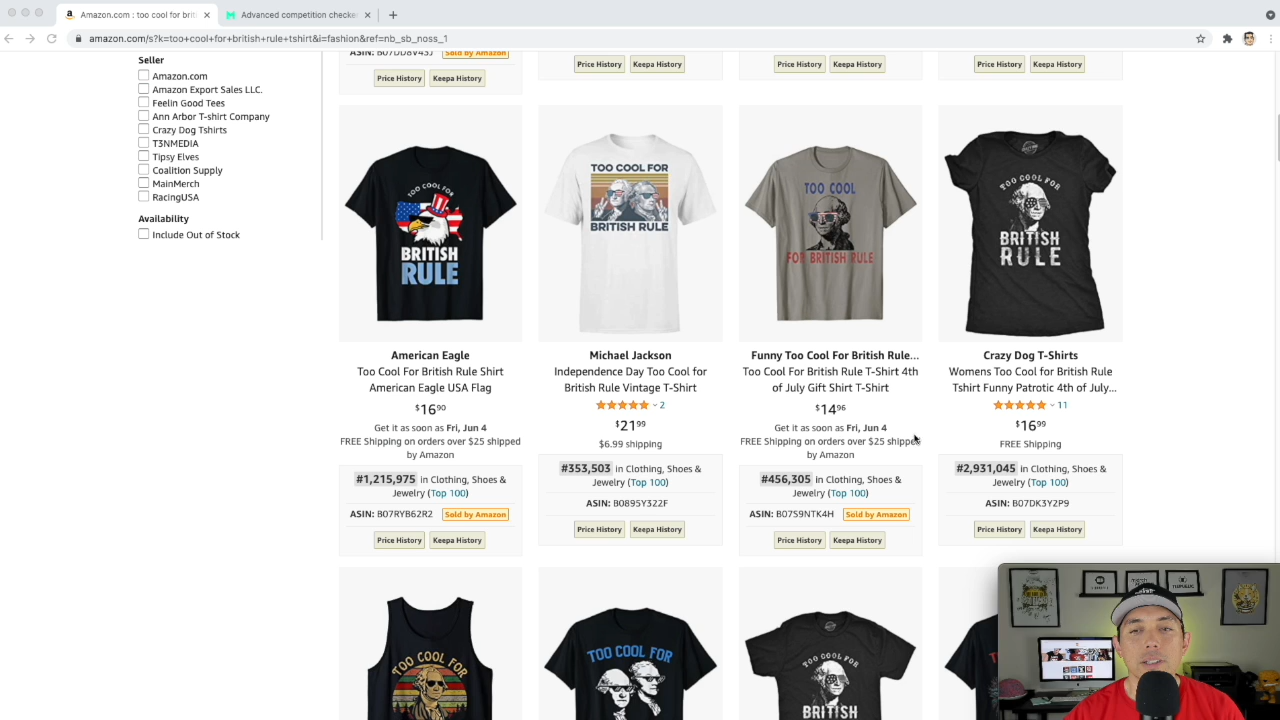 Amazon.com : too cool for briti
Advanced competition checker
amazon.com/s?k=too+cool+for+british+rule+tshirt&i=fashion&ref=nb_sb_noss_1
Seller
Amazon.com
Amazon Export Sales LLC.
Feelin Good Tees
Ann Arbor T-shirt Company
Crazy Dog Tshirts
T3NMEDIA
Tipsy Elves
Coalition Supply
MainMerch
RacingUSA
Availability
Include Out of Stock
ASIN: B07DD8V43J Sold by Amazon
Price History Keepa History
Price History Keepa History
Price History Keepa History
Price History Keepa History
TOO COOL FOR
BRITISH
RULE
American Eagle
Too Cool For British Rule Shirt
American Eagle USA Flag
$16.90
Get it as soon as Fri, Jun 4
FREE Shipping on orders over $25 shipped
by Amazon
#1,215,975 in Clothing, Shoes &
Jewelry (Top 100)
ASIN: B07RYB62R2 Sold by Amazon
Price History Keepa History
TOO COOL FOR
BRITISH RULE
Michael Jackson
Independence Day Too Cool for
British Rule Vintage T-Shirt
2
$21.99
$6.99 shipping
#353,503 in Clothing, Shoes &
Jewelry (Top 100)
ASIN: B0895Y322F
Price History Keepa History
TOO COOL
FOR BRITISH RULE
Funny Too Cool For British Rule...
Too Cool For British Rule T-Shirt 4th
of July Gift Shirt T-Shirt
$14.96
Get it as soon as Fri, Jun 4
FREE Shipping on orders over $25 shipped
by Amazon
#456,305 in Clothing, Shoes &
Jewelry (Top 100)
ASIN: B07S9NTK4H Sold by Amazon
Price History Keepa History
TOO COOL FOR
BRITISH
RULE
Crazy Dog T-Shirts
Womens Too Cool for British Rule
Tshirt Funny Patrotic 4th of July...
11
$16.99
FREE Shipping
#2,931,045 in Clothing, Shoes &
Jewelry (Top 100)
ASIN: B07DK3Y2P9
Price History Keepa History
TOO COOL FOR
TOO COOL FOR
TOO COOL FOR
BRITISH